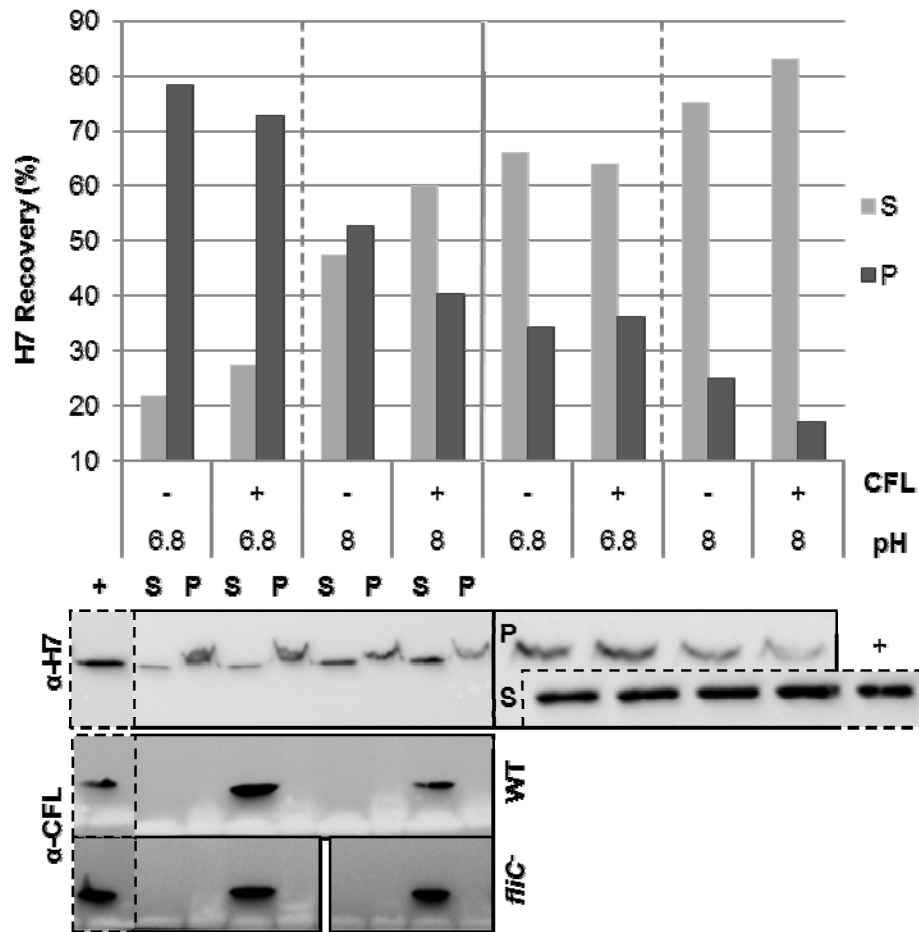 90
80
70
60
50
40
30
20
10
H7 Recovery (%)
S
P
- + - + - + - + CFL
6.8 6.8 8 8 6.8 6.8 8 8 pH
+ S P S P S P S P
α-H7
P
+
S
α-CFL
WT
fliC-